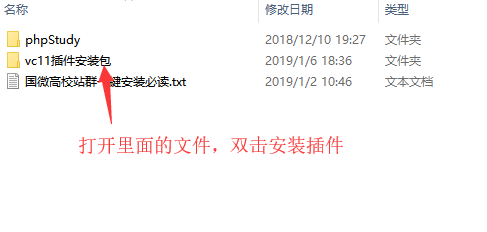 名称 修改日期 类型
phpStudy 2018/12/10 19:27 文件夹
vc11插件安装包 2019/1/6 18:36 文件夹
国微高校站群一键安装必读.txt 2019/1/2 10:46 文本文档
打开里面的文件，双击安装插件